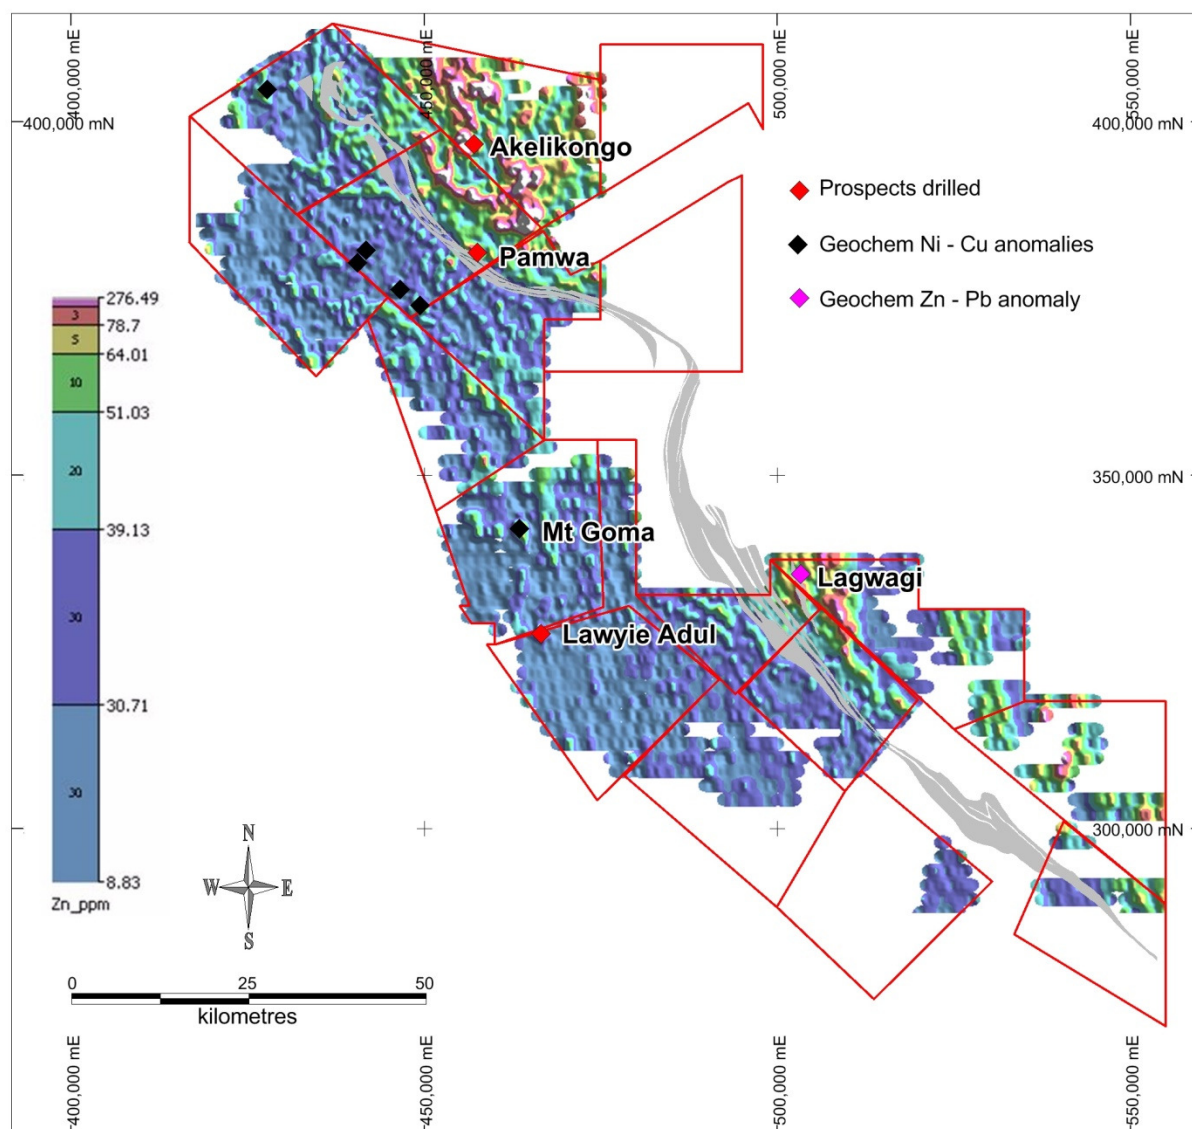 400,000 mE
450,000 mE
500,000 mE
550,000 mE
400,000 mN
400,000 mN
Akelikongo
Prospects drilled
Geochem Ni - Cu anomalies
Pamwa
Geochem Zn - Pb anomaly
276.49
3
78.7
5
64.01
10
51.03
20
39.13
30
30.71
30
8.83
Zn_ppm
350,000 mN
Mt Goma
Lagwagi
Lawyie Adul
300,000 mN
N
W
E
S
0
25
50
kilometres
400,000 mE
450,000 mE
500,000 mE
550,000 mE